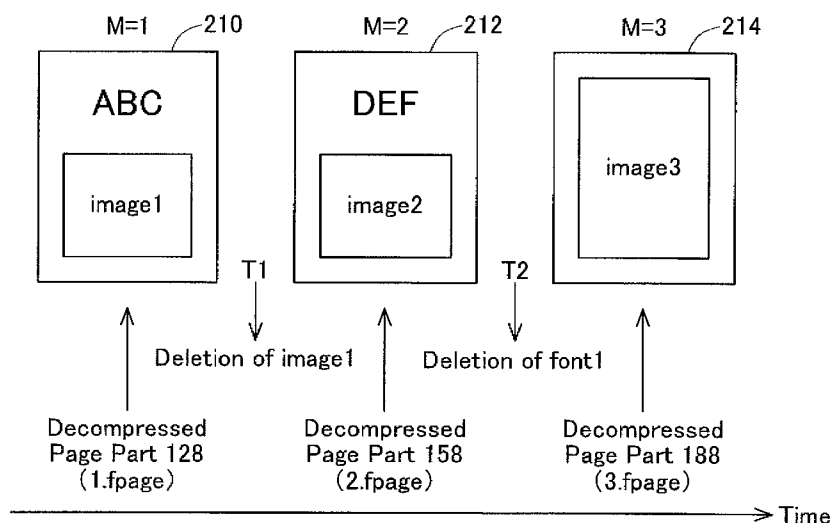 M=1 210 M=2 212 M=3 214
ABC DEF
image1 image2 image3
T1 T2
Deletion of image1 Deletion of font1
Decompressed Decompressed Decompressed
Page Part 128 Page Part 158 Page Part 188
(1.fpage) (2.fpage) (3.fpage)
Time